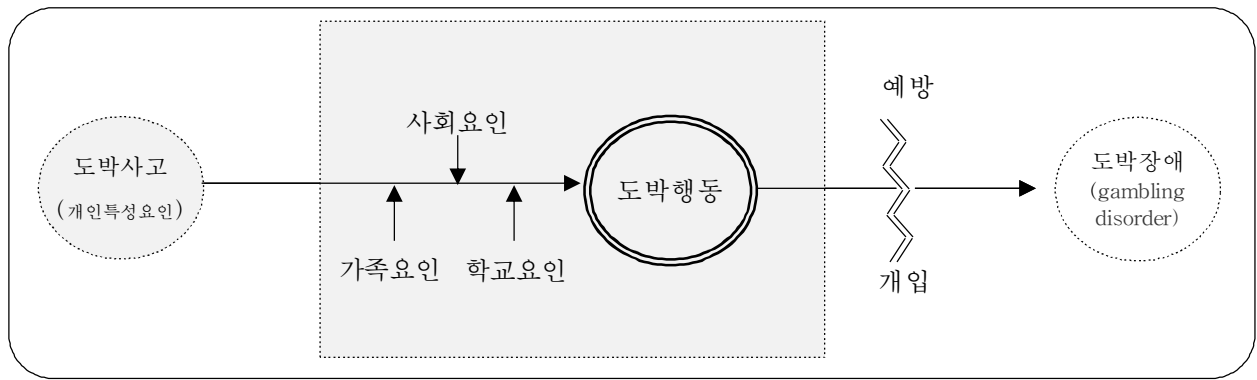 예방
사회요인
도박사고
(개인특성요인)
도박행동
도박장애
(gambling
disorder)
가족요인 학교요인
개입